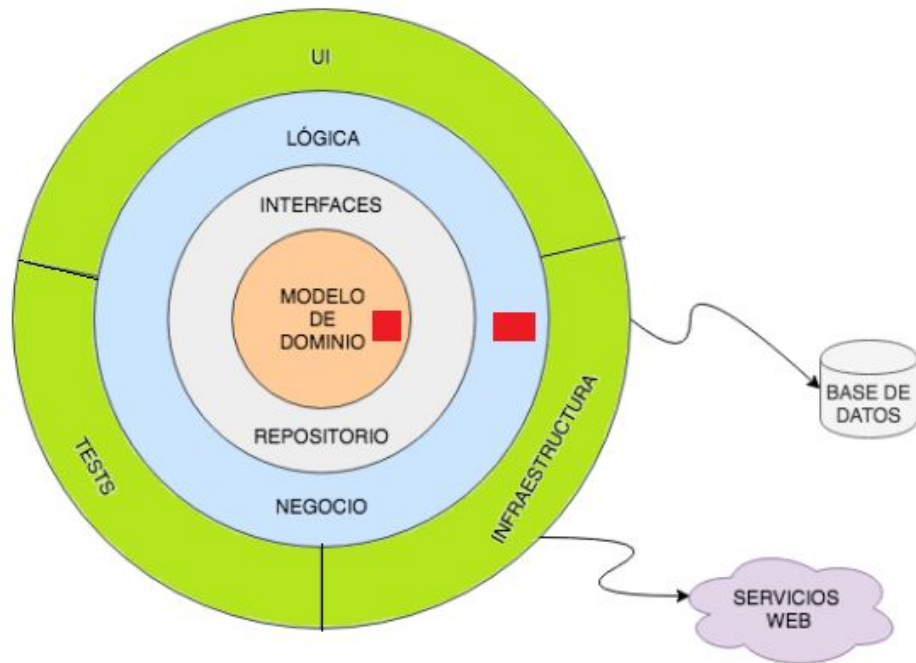 UI
LÓGICA
INTERFACES
MODELO
DE
DOMINIO
REPOSITORIO
NEGOCIO
TESTS
INFRAESTRUCTURA
BASE DE
DATOS
SERVICIOS
WEB